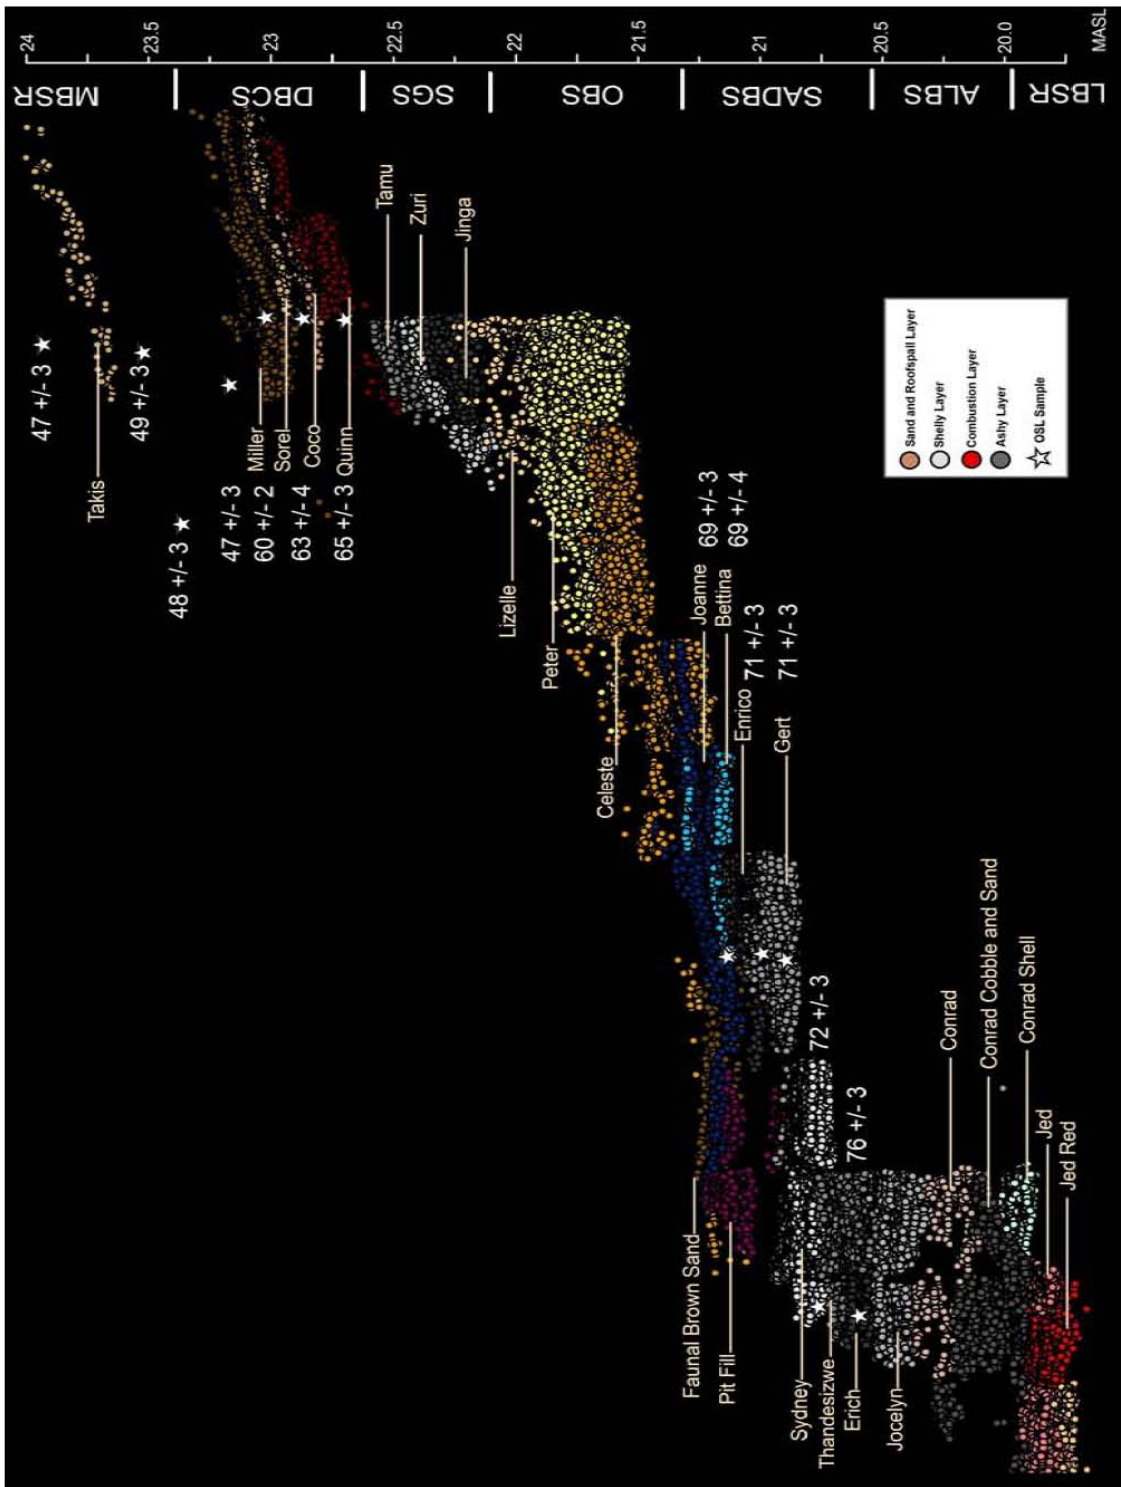 24
23.5
23
22.5
22
21.5
21
20.5
20.0
MASL
MBSR
DBCS
SGS
OBS
SADBS
ALBS
LBSR
Takis
47 +/- 3
49 +/- 3
48 +/- 3
Miller
Sorel
Coco
Quinn
47 +/- 3
60 +/- 2
63 +/- 4
65 +/- 3
Tamu
Zuri
Jinga
Lizelle
Peter
Celeste
Joanne
Bettina
69 +/- 3
69 +/- 4
Enrico
Gert
71 +/- 3
71 +/- 3
72 +/- 3
76 +/- 3
Faunal Brown Sand
Pit Fill
Sydney
Thandesizwe
Erich
Jocelyn
Conrad
Conrad Cobble and Sand
Conrad Shell
Jed
Jed Red
Sand and Roofspall Layer
Shelly Layer
Combustion Layer
Ashy Layer
OSL Sample